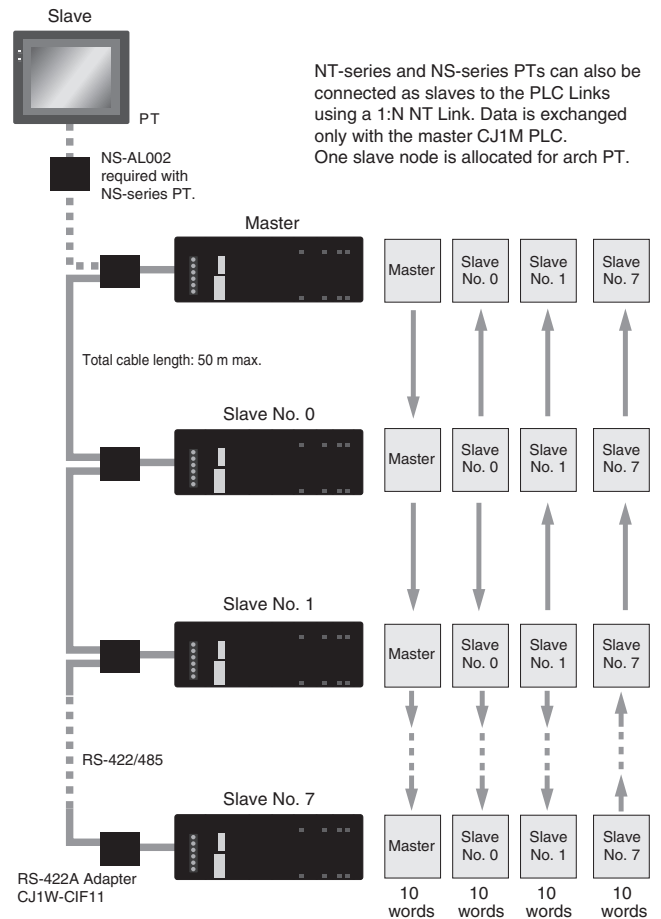 Slave
PT
NS-AL002
required with
NS-series PT.
NT-series and NS-series PTs can also be
connected as slaves to the PLC Links
using a 1:N NT Link. Data is exchanged
only with the master CJ1M PLC.
One slave node is allocated for arch PT.
Master
Master
Slave
No. 0
Slave
No. 1
Slave
No. 7
Total cable length: 50 m max.
Slave No. 0
Master
Slave
No. 0
Slave
No. 1
Slave
No. 7
Slave No. 1
Master
Slave
No. 0
Slave
No. 1
Slave
No. 7
RS-422/485
Slave No. 7
Master
Slave
No. 0
Slave
No. 1
Slave
No. 7
RS-422A Adapter
CJ1W-CIF11
10
words
10
words
10
words
10
words